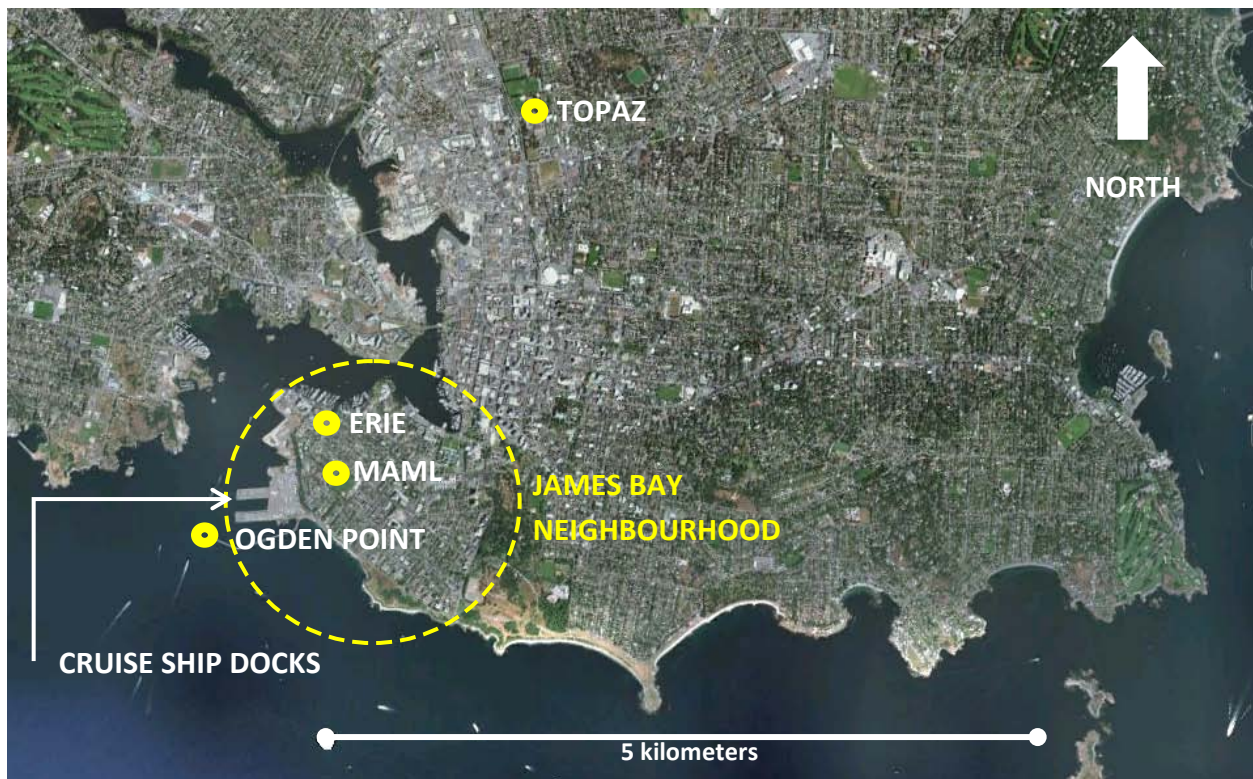 TOPAZ
NORTH
ERIE
MAML
JAMES BAY
NEIGHBOURHOOD
OGDEN POINT
CRUISE SHIP DOCKS
5 kilometers